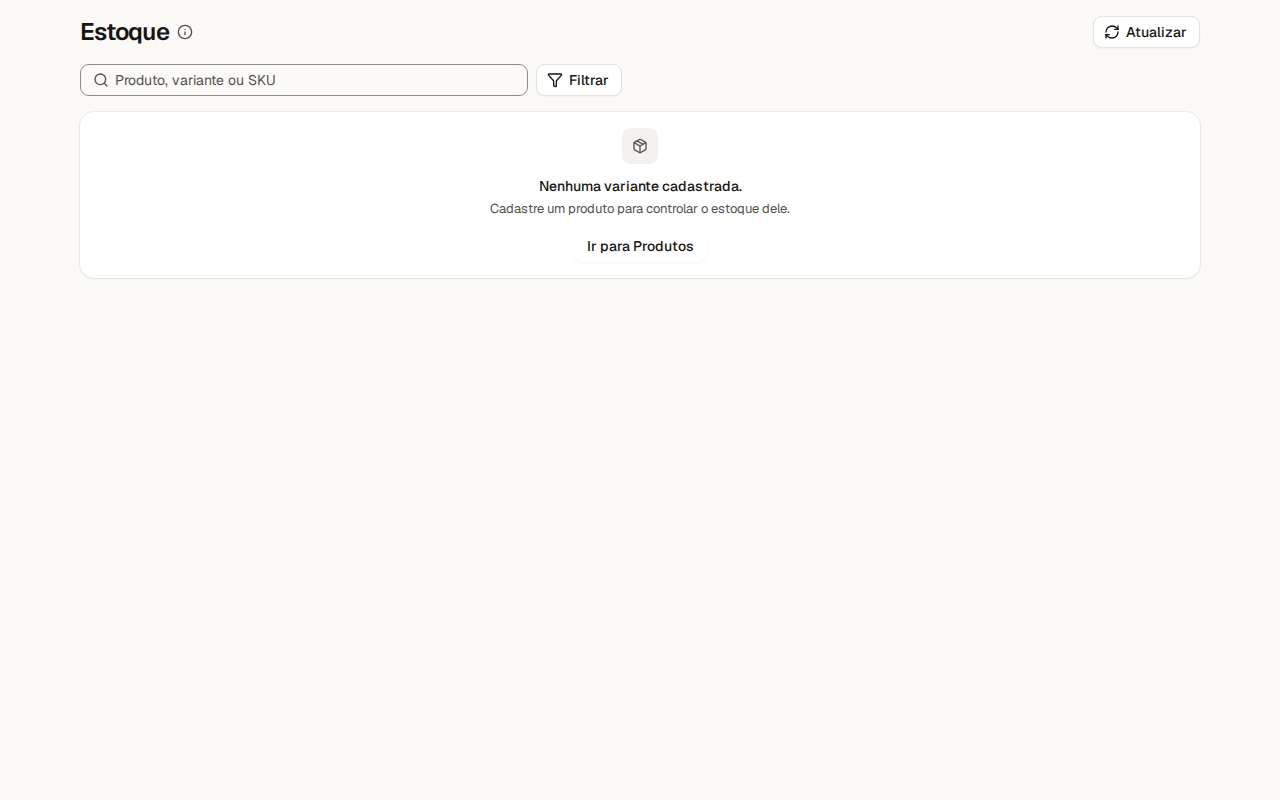 Estoque
Atualizar
Produto, variante ou SKU
Filtrar
Nenhuma variante cadastrada.
Cadastre um produto para controlar o estoque dele.
Ir para Produtos